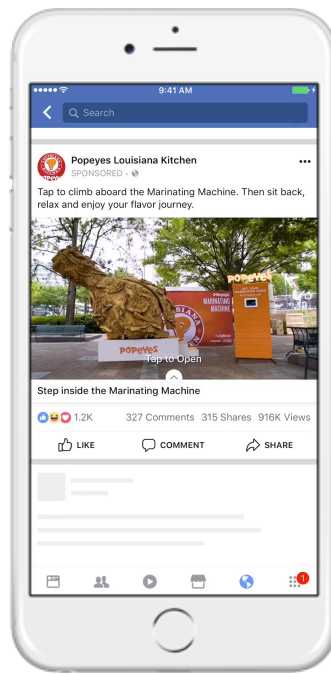 9:41 AM
Search
Popeyes Louisiana Kitchen
SPONSORED
Tap to climb aboard the Marinating Machine. Then sit back,
relax and enjoy your flavor journey.
POPEYES
MARINATING
MACHINE
POPEYES
Tap to Open
Step inside the Marinating Machine
1.2K
327 Comments 315 Shares 916K Views
LIKE
COMMENT
SHARE
1